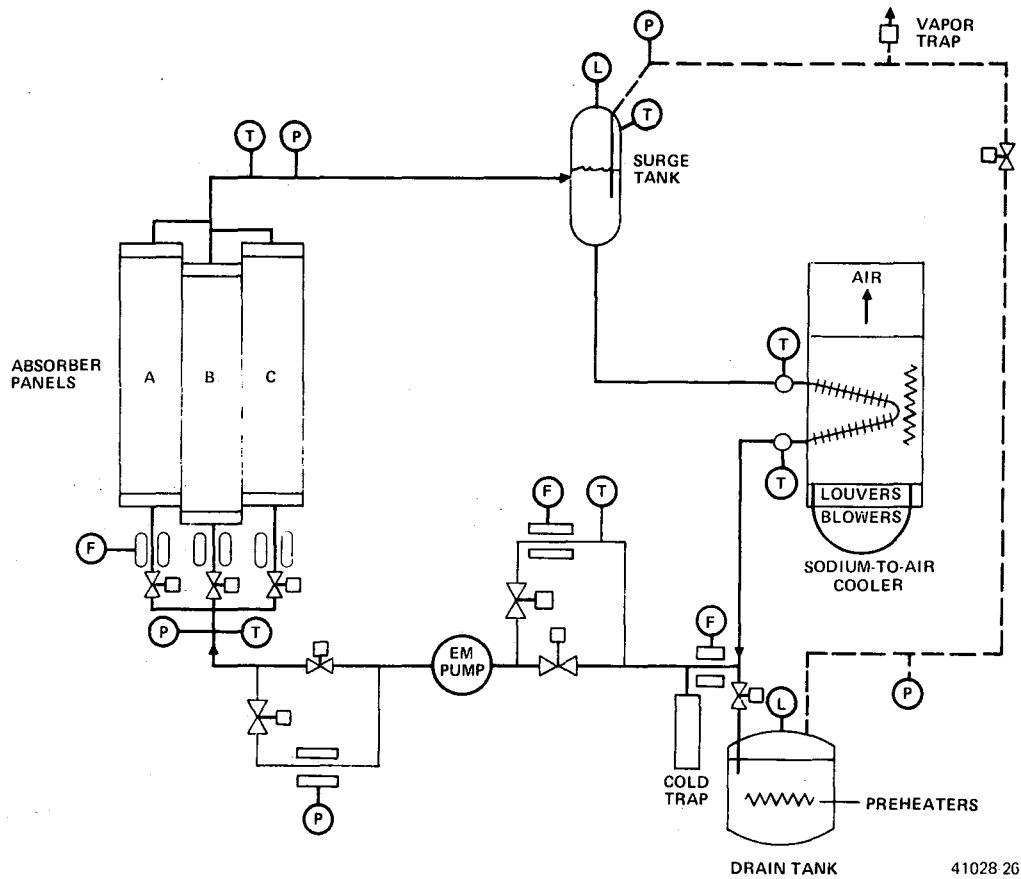 P
VAPOR
TRAP
L
T
T
P
SURGE
TANK
AIR
T
ABSORBER
PANELS
A
B
C
T
LOUVERS
BLOWERS
SODIUM-TO-AIR
COOLER
F
T
F
F
P
T
EM
PUMP
P
L
COLD
TRAP
PREHEATERS
P
DRAIN TANK
41028-26